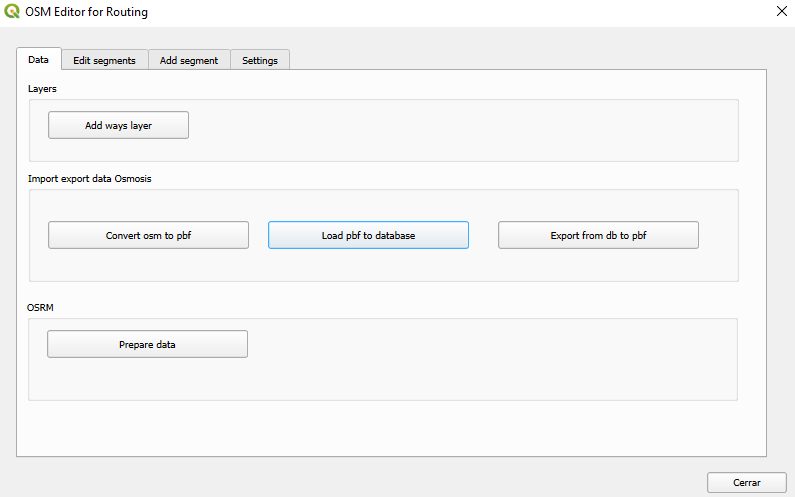 OSM Editor for Routing
Data
Edit segments
Add segment
Settings
Layers
Add ways layer
Import export data Osmosis
Convert osm to pbf
Load pbf to database
Export from db to pbf
OSRM
Prepare data
Cerrar